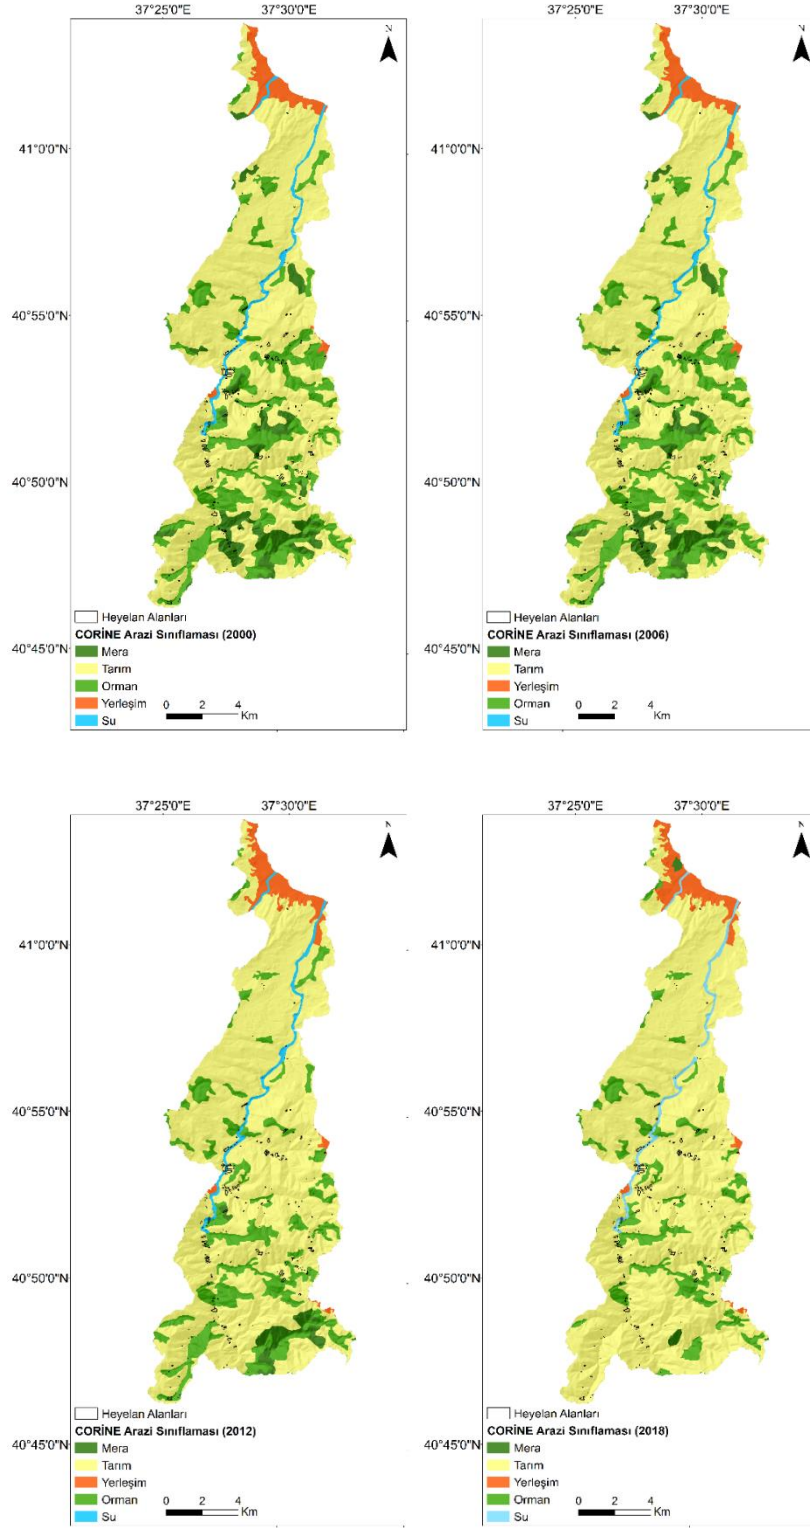 37°25'0"E 37°30'0"E
N
41°0'0"N
40°55'0"N
40°50'0"N
40°45'0"N
Heyelan Alanları
CORİNE Arazi Sınıflaması (2000)
Mera
Tarım
Orman
Yerleşim
Su
0 2 4
Km
37°25'0"E 37°30'0"E
N
41°0'0"N
40°55'0"N
40°50'0"N
40°45'0"N
Heyelan Alanları
CORİNE Arazi Sınıflaması (2006)
Mera
Tarım
Yerleşim
Orman
Su
0 2 4
Km
37°25'0"E 37°30'0"E
N
41°0'0"N
40°55'0"N
40°50'0"N
40°45'0"N
Heyelan Alanları
CORİNE Arazi Sınıflaması (2012)
Mera
Tarım
Yerleşim
Orman
Su
0 2 4
Km
37°25'0"E 37°30'0"E
N
41°0'0"N
40°55'0"N
40°50'0"N
40°45'0"N
Heyelan Alanları
CORİNE Arazi Sınıflaması (2018)
Mera
Tarım
Yerleşim
Orman
Su
0 2 4
Km